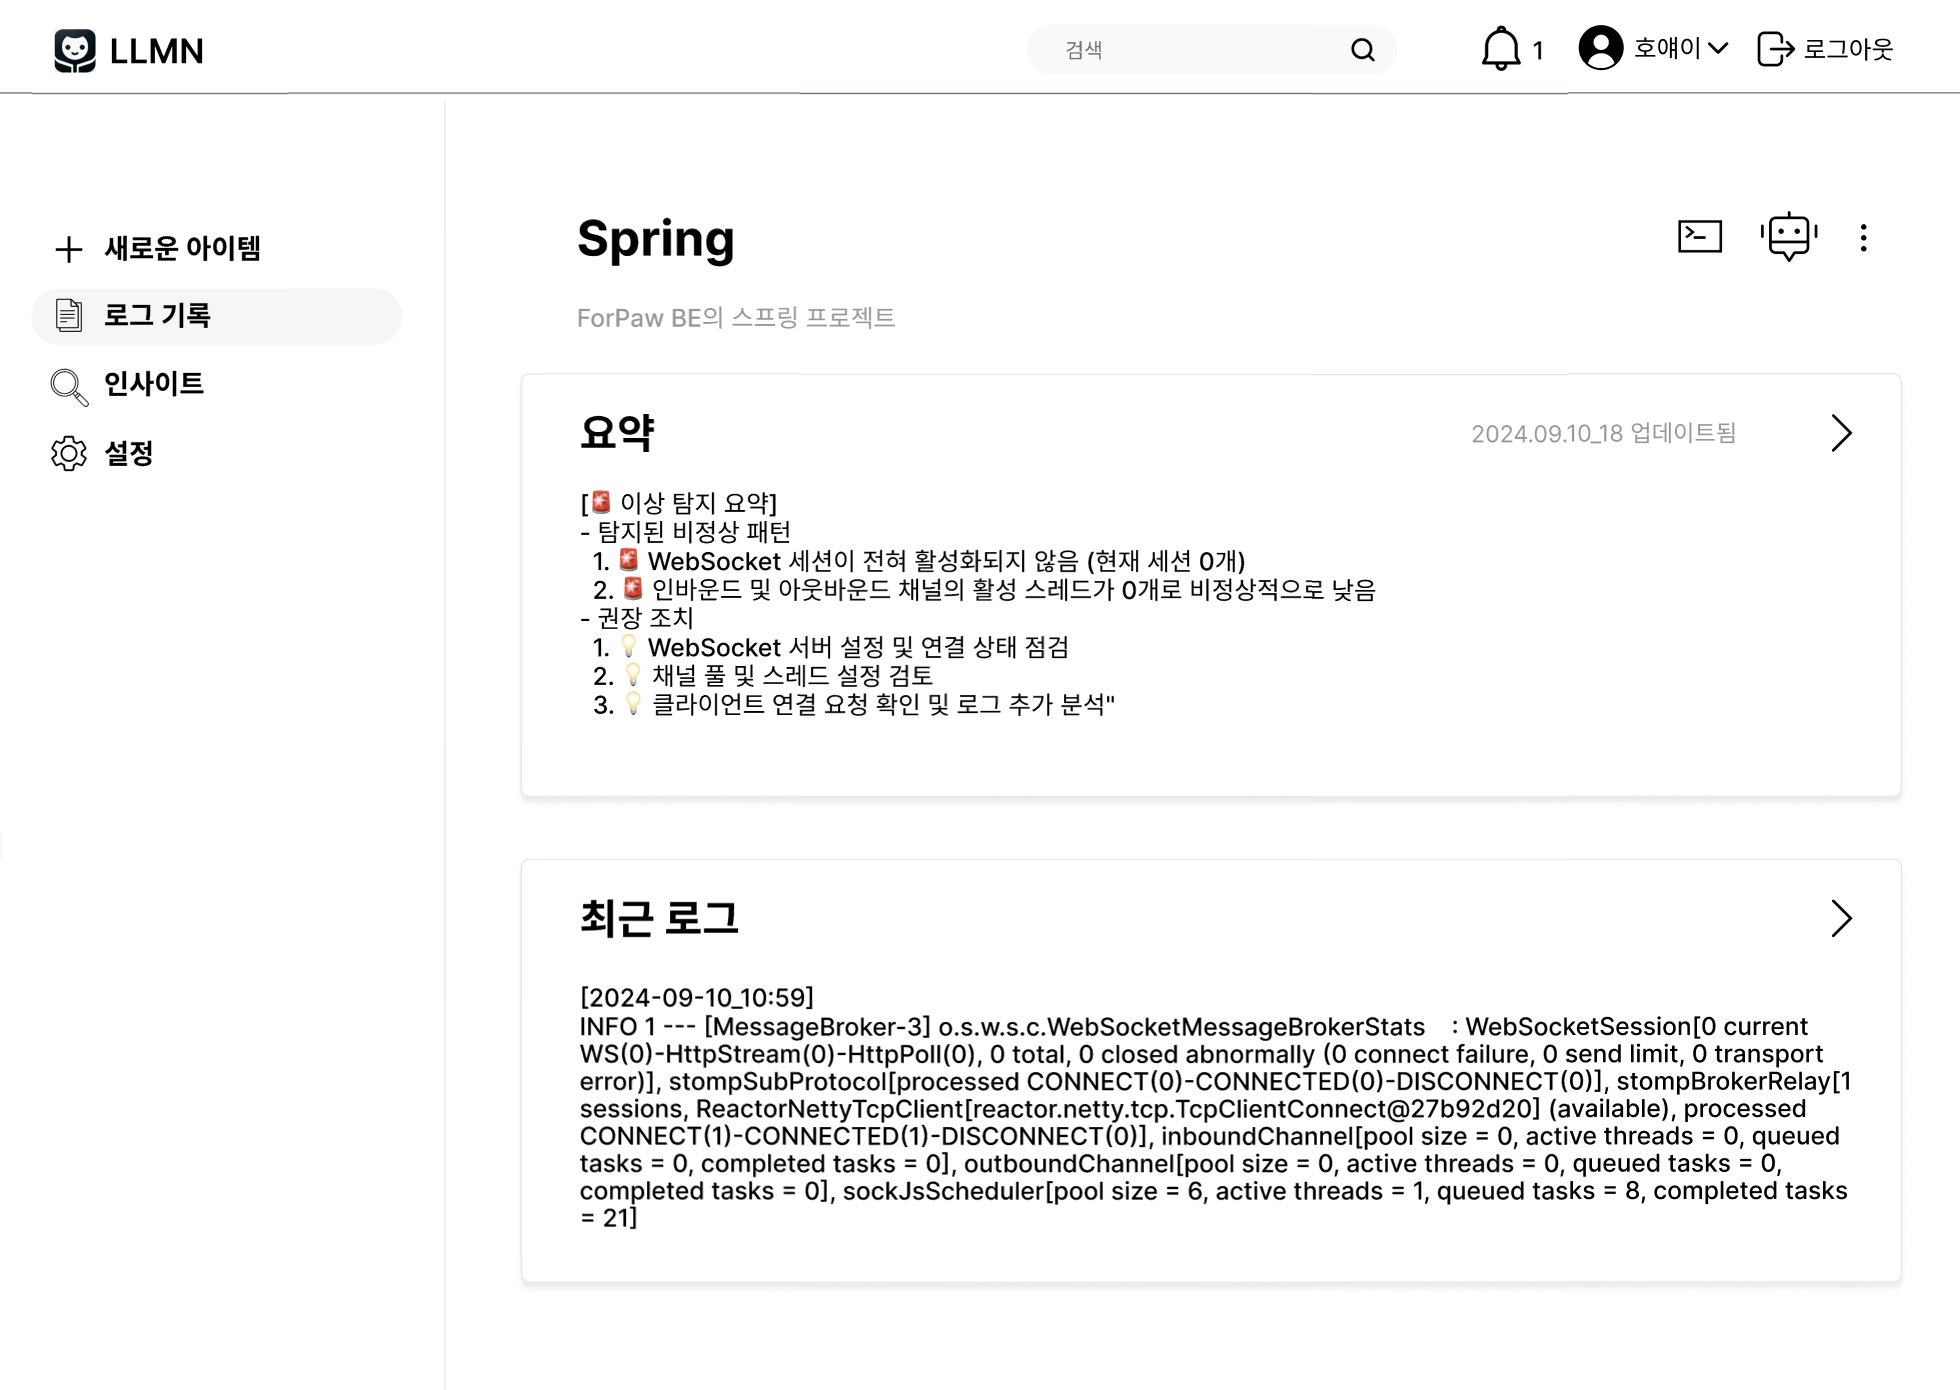 LLMN
검색
1
호얘이
로그아웃
새로운 아이템
로그 기록
인사이트
설정
Spring
ForPaw BE의 스프링 프로젝트
요약
2024.09.10_18 업데이트됨
[🚨 이상 탐지 요약]
- 탐지된 비정상 패턴
1. 🚨 WebSocket 세션이 전혀 활성화되지 않음 (현재 세션 0개)
2. 🚨 인바운드 및 아웃바운드 채널의 활성 스레드가 0개로 비정상적으로 낮음
- 권장 조치
1. 💡 WebSocket 서버 설정 및 연결 상태 점검
2. 💡 채널 풀 및 스레드 설정 검토
3. 💡 클라이언트 연결 요청 확인 및 로그 추가 분석"
최근 로그
[2024-09-10_10:59]
INFO 1 --- [MessageBroker-3] o.s.w.s.c.WebSocketMessageBrokerStats : WebSocketSession[0 current
WS(0)-HttpStream(0)-HttpPoll(0), 0 total, 0 closed abnormally (0 connect failure, 0 send limit, 0 transport
error)], stompSubProtocol[processed CONNECT(0)-CONNECTED(0)-DISCONNECT(0)], stompBrokerRelay[1
sessions, ReactorNettyTcpClient[reactor.netty.tcp.TcpClientConnect@27b92d20] (available), processed
CONNECT(1)-CONNECTED(1)-DISCONNECT(0)], inboundChannel[pool size = 0, active threads = 0, queued
tasks = 0, completed tasks = 0], outboundChannel[pool size = 0, active threads = 0, queued tasks = 0,
completed tasks = 0], sockJsScheduler[pool size = 6, active threads = 1, queued tasks = 8, completed tasks
= 21]